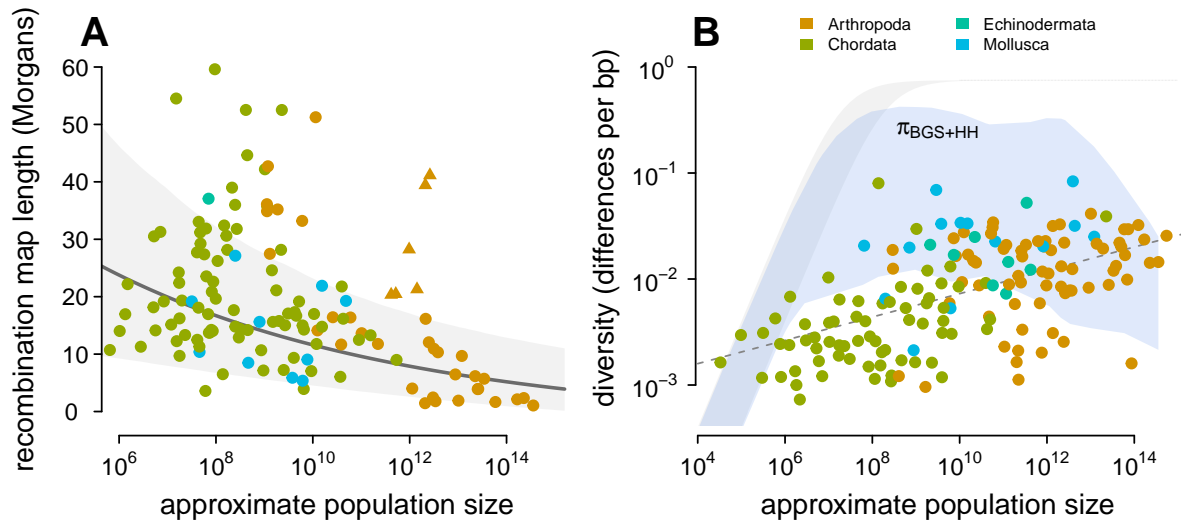 A
recombination map length (Morgans)
60
50
40
30
20
10
0
10^6
10^8
10^10
10^12
10^14
approximate population size
B
Arthropoda
Chordata
Echinodermata
Mollusca
diversity (differences per bp)
10^0
10^−1
10^−2
10^−3
π_BGS+HH
10^4
10^6
10^8
10^10
10^12
10^14
approximate population size